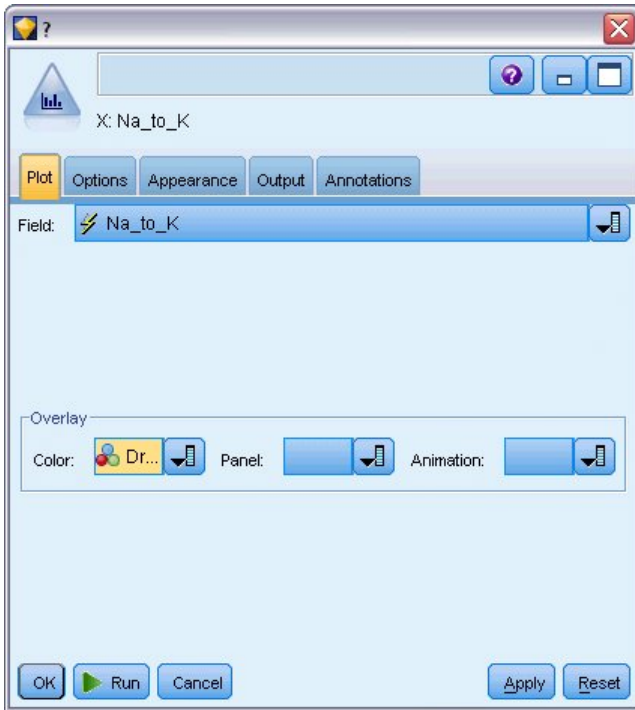 ?
X: Na_to_K
Plot Options Appearance Output Annotations
Field: Na_to_K
Overlay
Color: Dr... Panel: Animation:
OK Run Cancel Apply Reset